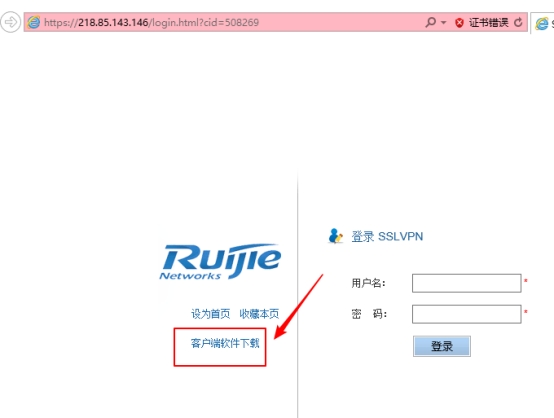 https://218.85.143.146/login.html?cid=508269 证书错误
登录 SSLVPN
Ruijie
Networks
用户名： *
设为首页 收藏本页
密 码： *
客户端软件下载
登录